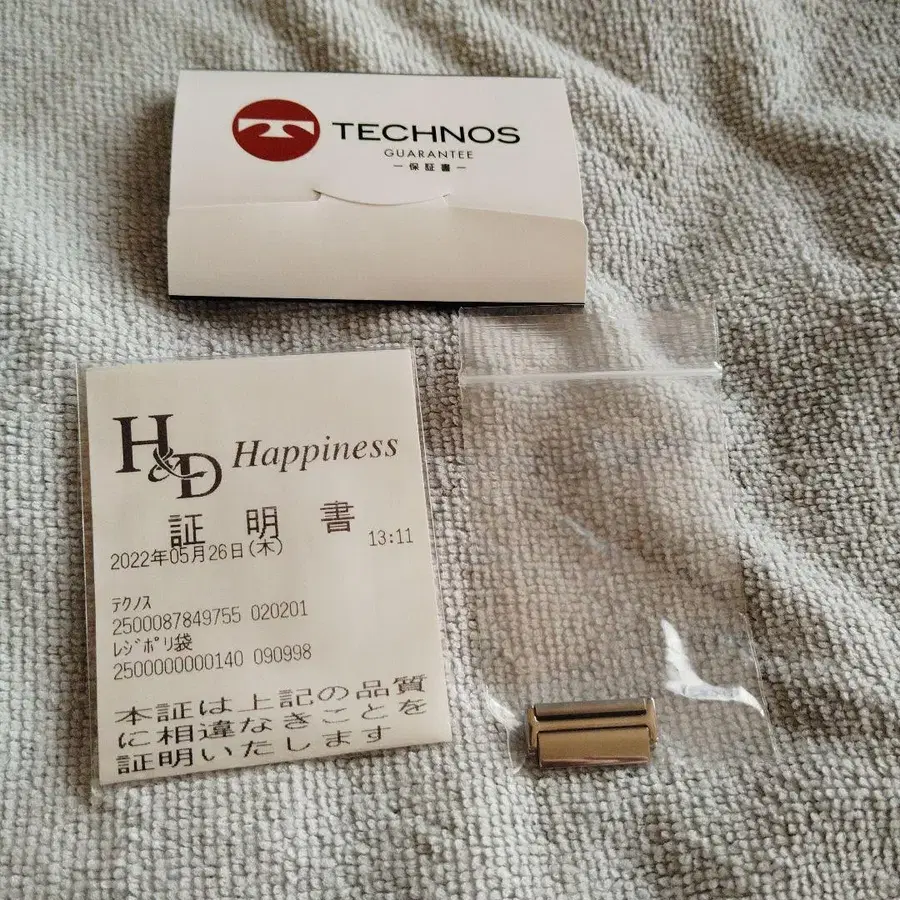 TECHNOS
GUARANTEE
ー保証書ー
H&D Happiness
証明書
2022年05月26日(木) 13:11
ﾃｸﾉｽ
2500087849755 020201
ﾚｼﾞﾎﾟﾘ袋
2500000000140 090998
本証は上記の品質
に相違なきことを
証明いたします